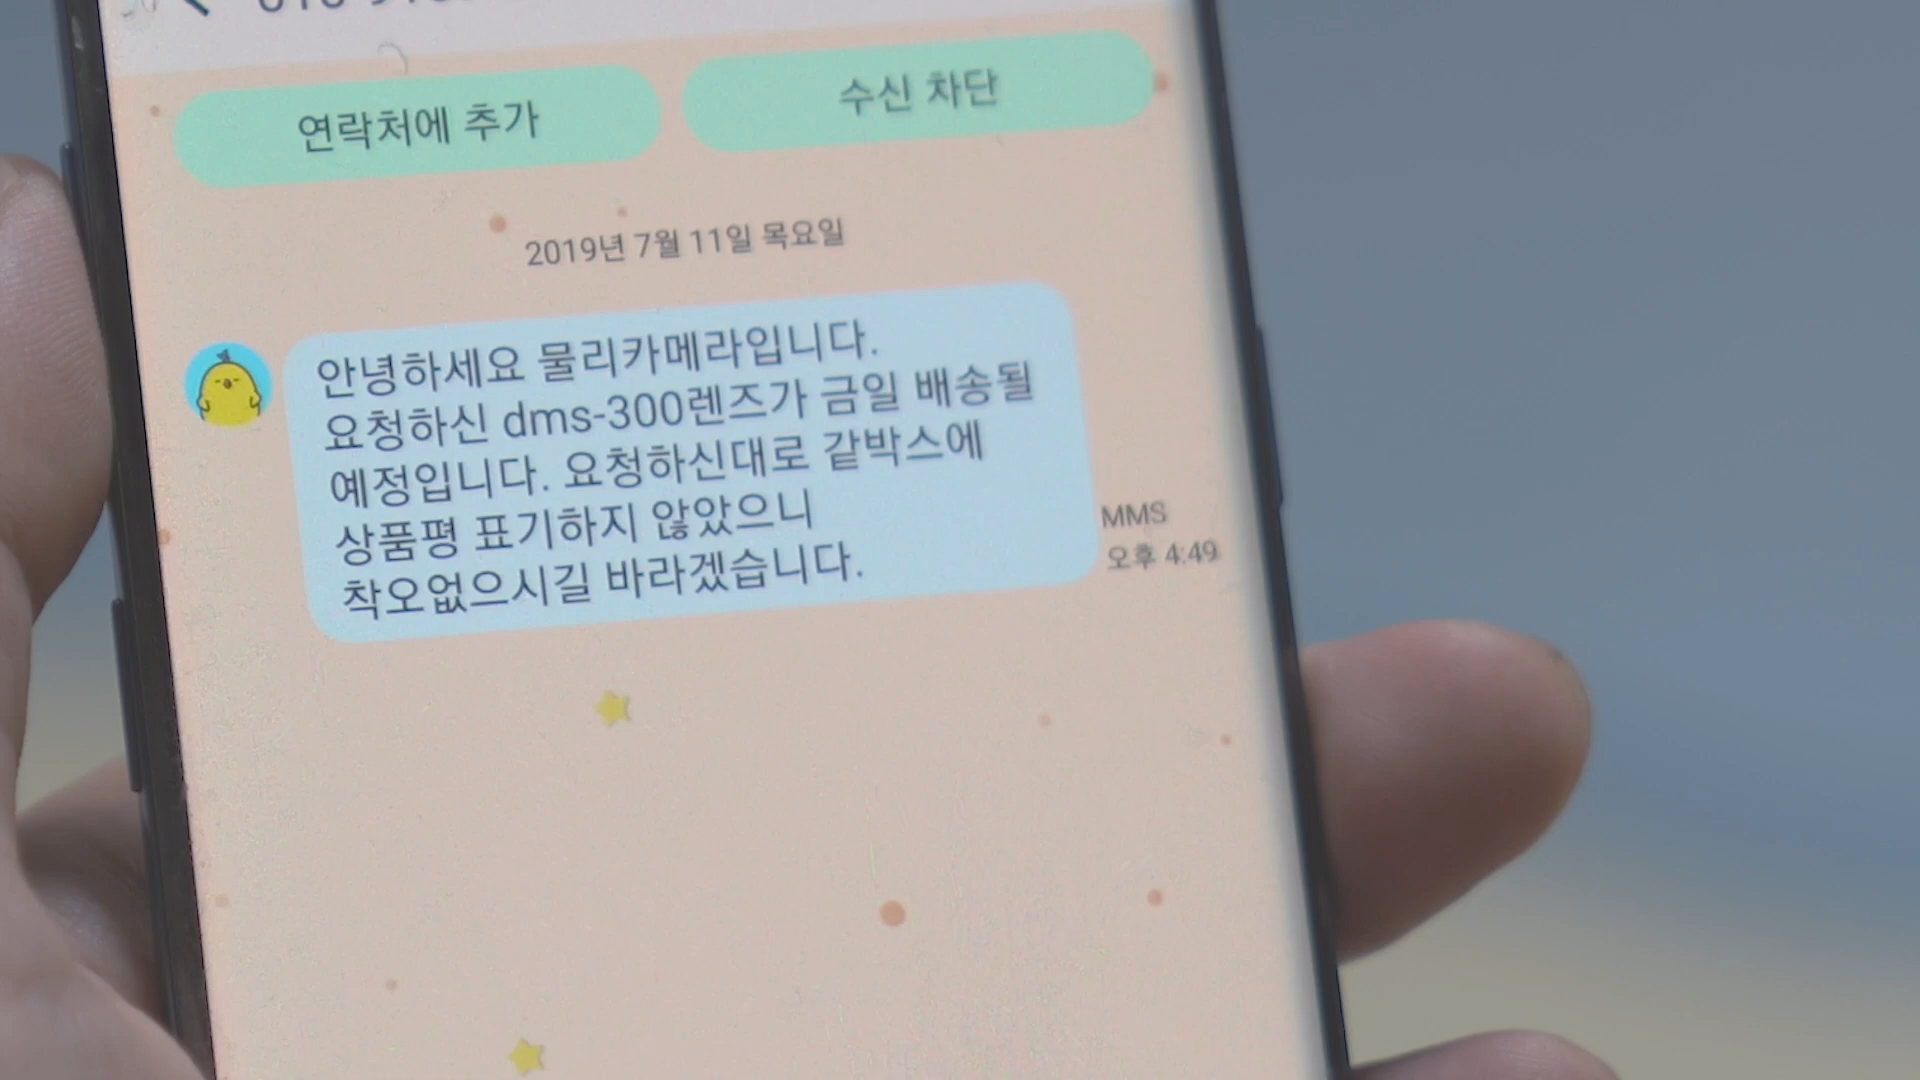 연락처에 추가
수신 차단
2019년 7월 11일 목요일
안녕하세요 물리카메라입니다.
요청하신 dms-300렌즈가 금일 배송될
예정입니다. 요청하신대로 겉박스에
상품평 표기하지 않았으니
착오없으시길 바라겠습니다.
MMS
오후 4:49